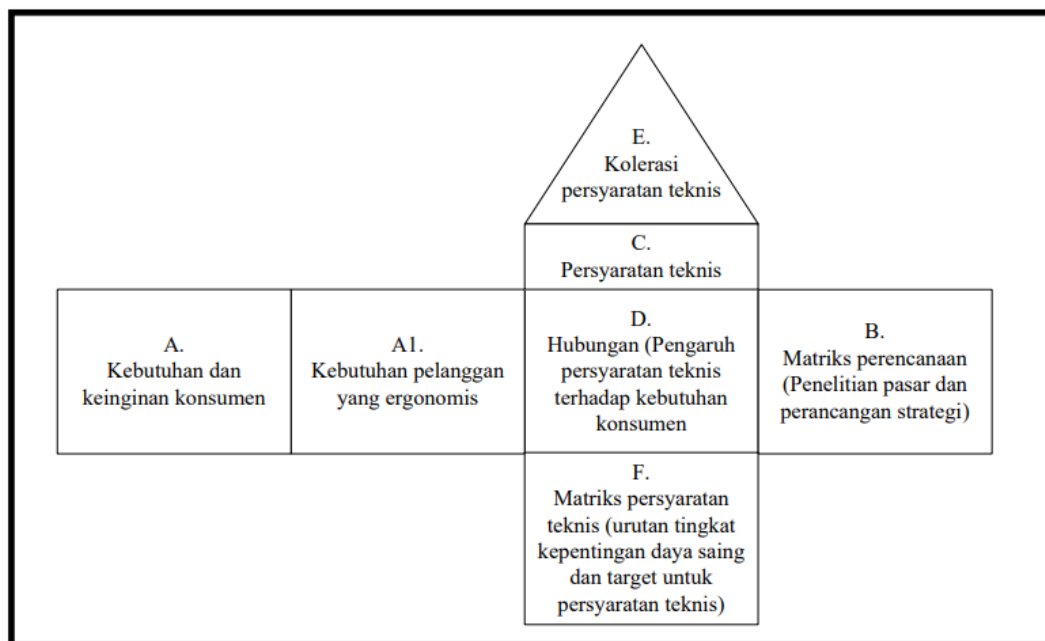 E.
Kolerasi
persyaratan teknis
C.
Persyaratan teknis
A.
Kebutuhan dan
keinginan konsumen
A1.
Kebutuhan pelanggan
yang ergonomis
D.
Hubungan (Pengaruh
persyaratan teknis
terhadap kebutuhan
konsumen
B.
Matriks perencanaan
(Penelitian pasar dan
perancangan strategi)
F.
Matriks persyaratan
teknis (urutan tingkat
kepentingan daya saing
dan target untuk
persyaratan teknis)